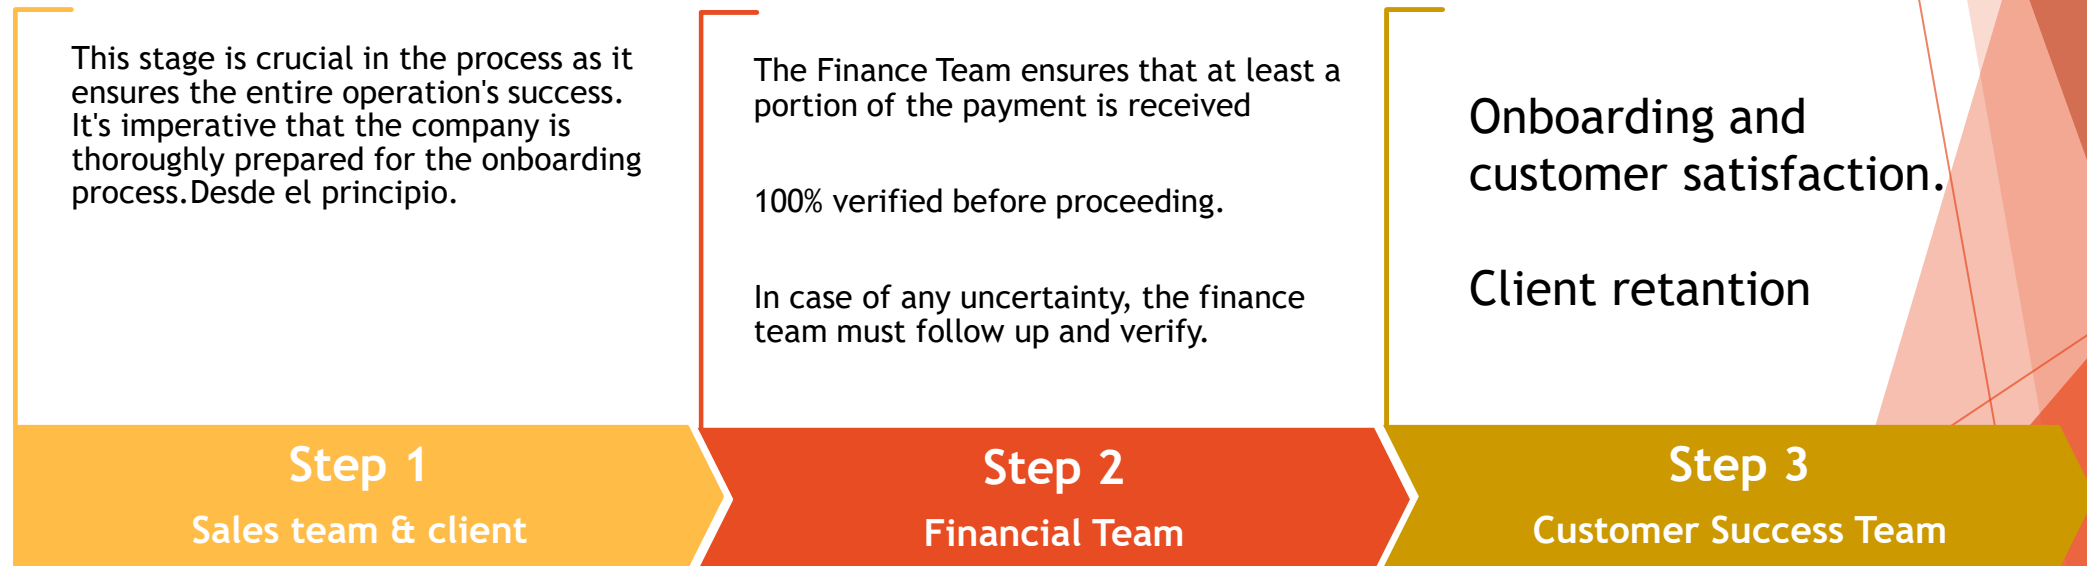 This stage is crucial in the process as it
ensures the entire operation's success.
It's imperative that the company is
thoroughly prepared for the onboarding
process.Desde el principio.
Step 1
Sales team & client
The Finance Team ensures that at least a
portion of the payment is received
100% verified before proceeding.
In case of any uncertainty, the finance
team must follow up and verify.
Step 2
Financial Team
Onboarding and
customer satisfaction.
Client retantion
Step 3
Customer Success Team